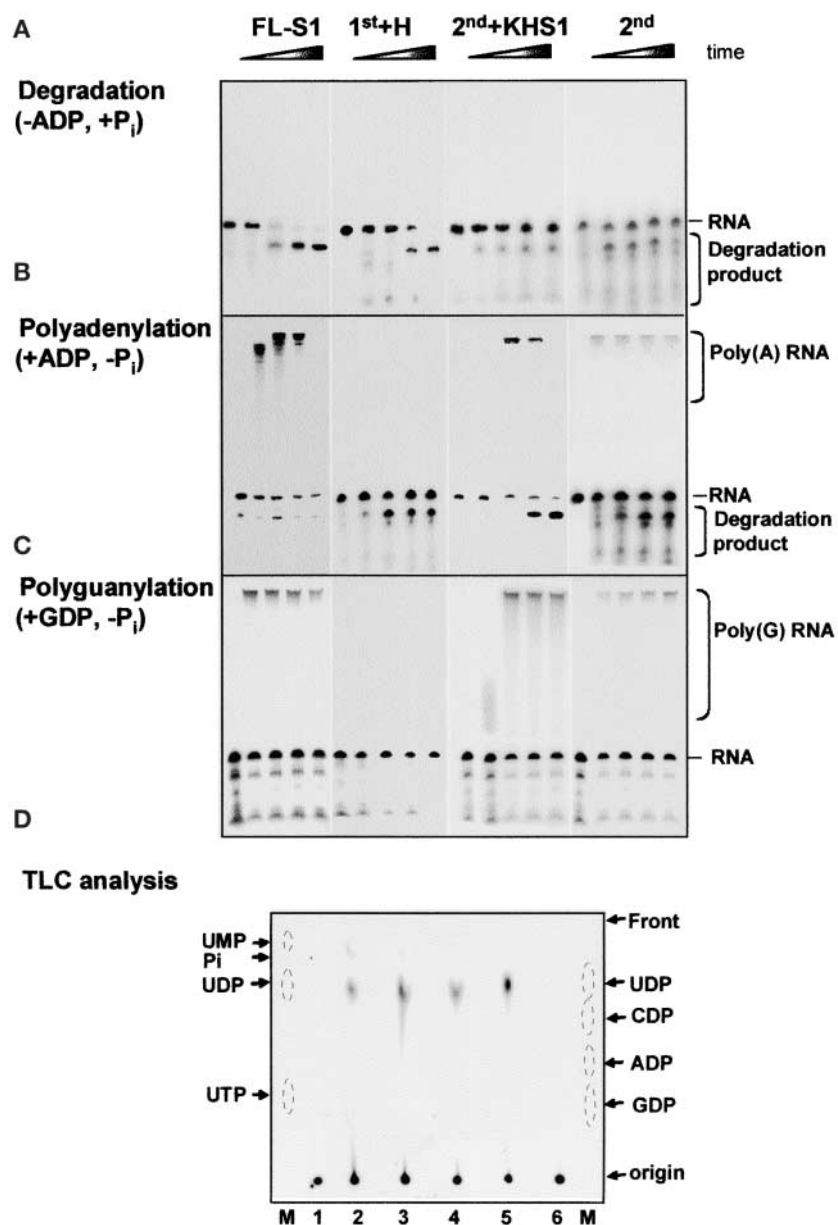 A
FL-S1 1st+H 2nd+KHS1 2nd
time
Degradation
(-ADP, +Pi)
RNA
Degradation
product
B
Polyadenylation
(+ADP, -Pi)
Poly(A) RNA
RNA
Degradation
product
C
Polyguanylation
(+GDP, -Pi)
Poly(G) RNA
RNA
D
TLC analysis
Front
UMP
Pi
UDP UDP
CDP
ADP
UTP GDP
origin
M 1 2 3 4 5 6 M